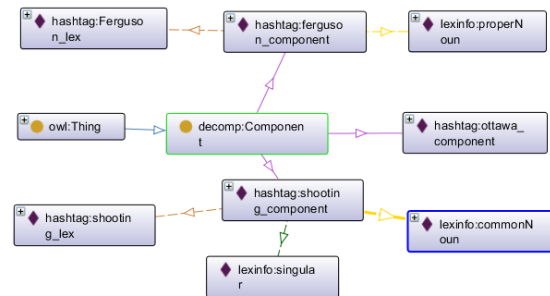 hashtag:Ferguso
n_lex
hashtag:ferguso
n_component
lexinfo:properN
oun
owl:Thing
decomp:Componen
t
hashtag:ottawa_
component
hashtag:shootin
g_component
hashtag:shootin
g_lex
lexinfo:commonN
oun
lexinfo:singula
r